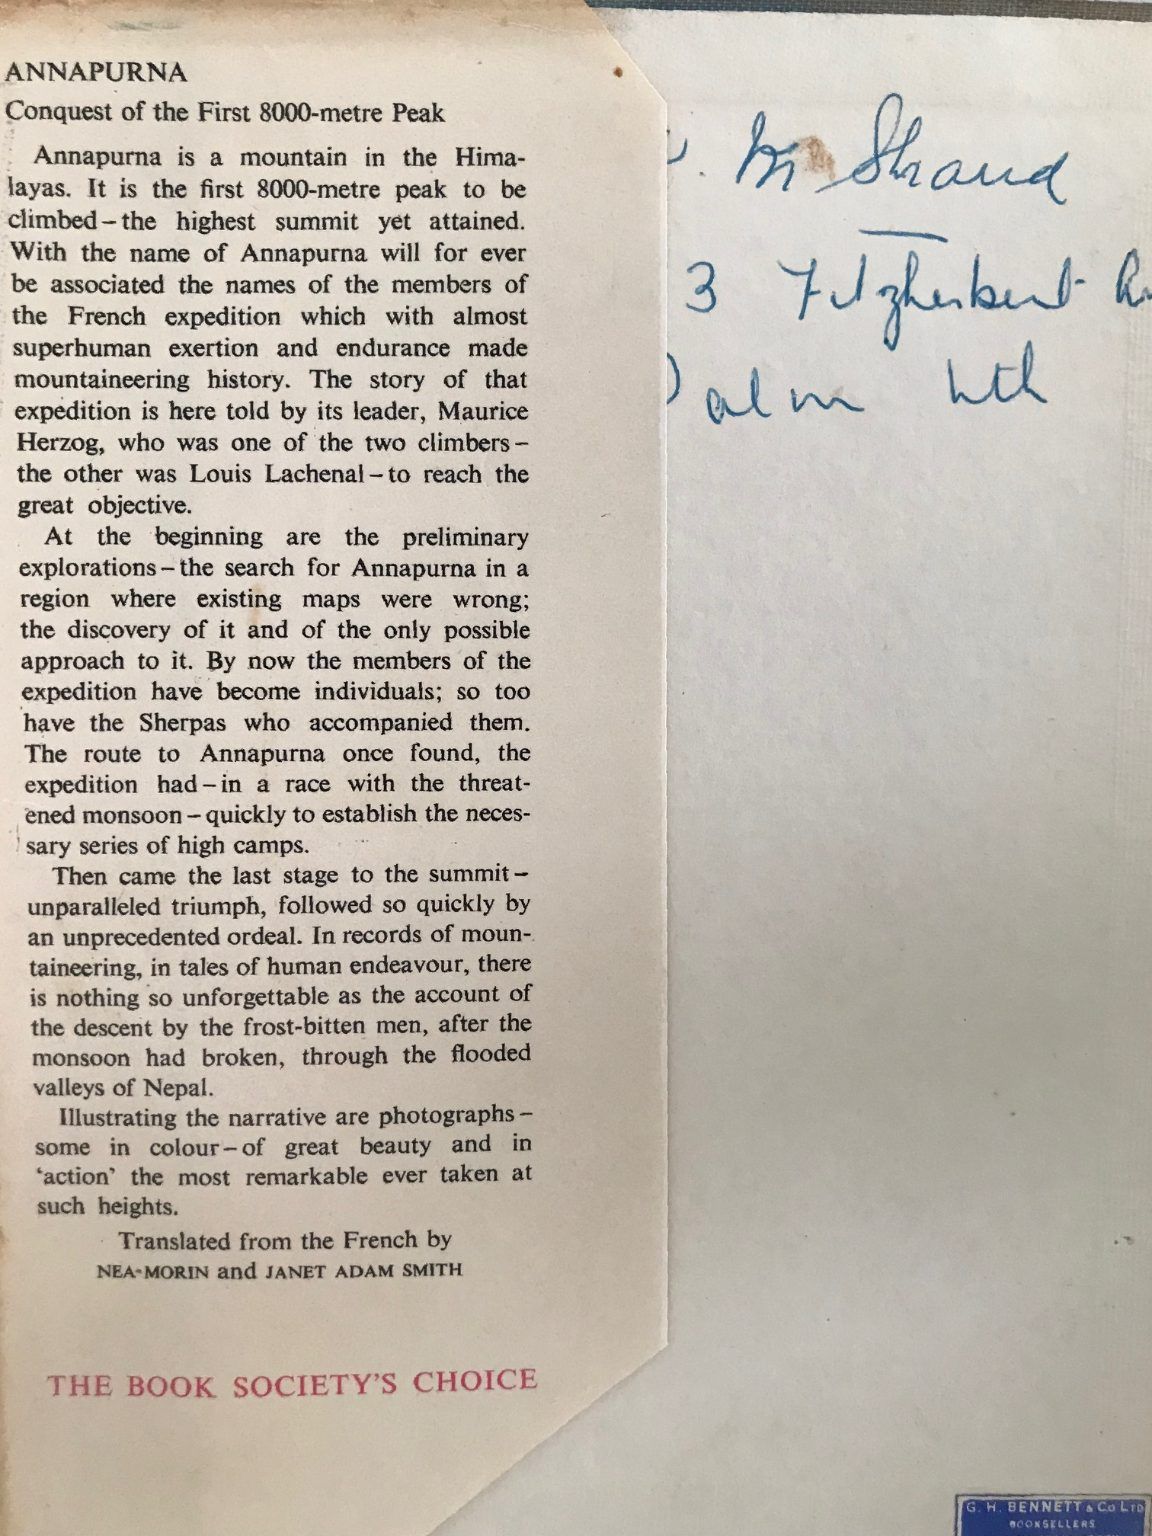 ANNAPURNA
Conquest of the First 8000-metre Peak
Annapurna is a mountain in the Hima-
layas. It is the first 8000-metre peak to be
climbed – the highest summit yet attained.
With the name of Annapurna will for ever
be associated the names of the members of
the French expedition which with almost
superhuman exertion and endurance made
mountaineering history. The story of that
expedition is here told by its leader, Maurice
Herzog, who was one of the two climbers –
the other was Louis Lachenal – to reach the
great objective.
At the beginning are the preliminary
explorations – the search for Annapurna in a
region where existing maps were wrong;
the discovery of it and of the only possible
approach to it. By now the members of the
expedition have become individuals; so too
have the Sherpas who accompanied them.
The route to Annapurna once found, the
expedition had – in a race with the threat-
ened monsoon – quickly to establish the neces-
sary series of high camps.
Then came the last stage to the summit –
unparalleled triumph, followed so quickly by
an unprecedented ordeal. In records of moun-
taineering, in tales of human endeavour, there
is nothing so unforgettable as the account of
the descent by the frost-bitten men, after the
monsoon had broken, through the flooded
valleys of Nepal.
Illustrating the narrative are photographs –
some in colour – of great beauty and in
‘action’ the most remarkable ever taken at
such heights.
Translated from the French by
NEA-MORIN and JANET ADAM SMITH
THE BOOK SOCIETY'S CHOICE
Strand
3 Fitzherbert
Palm Nth
G. H. BENNETT & Co LTD
BOOKSELLERS